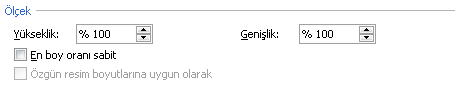 Ölçek
Yükseklik: % 100 Genişlik: % 100
En boy oranı sabit
Özgün resim boyutlarına uygun olarak